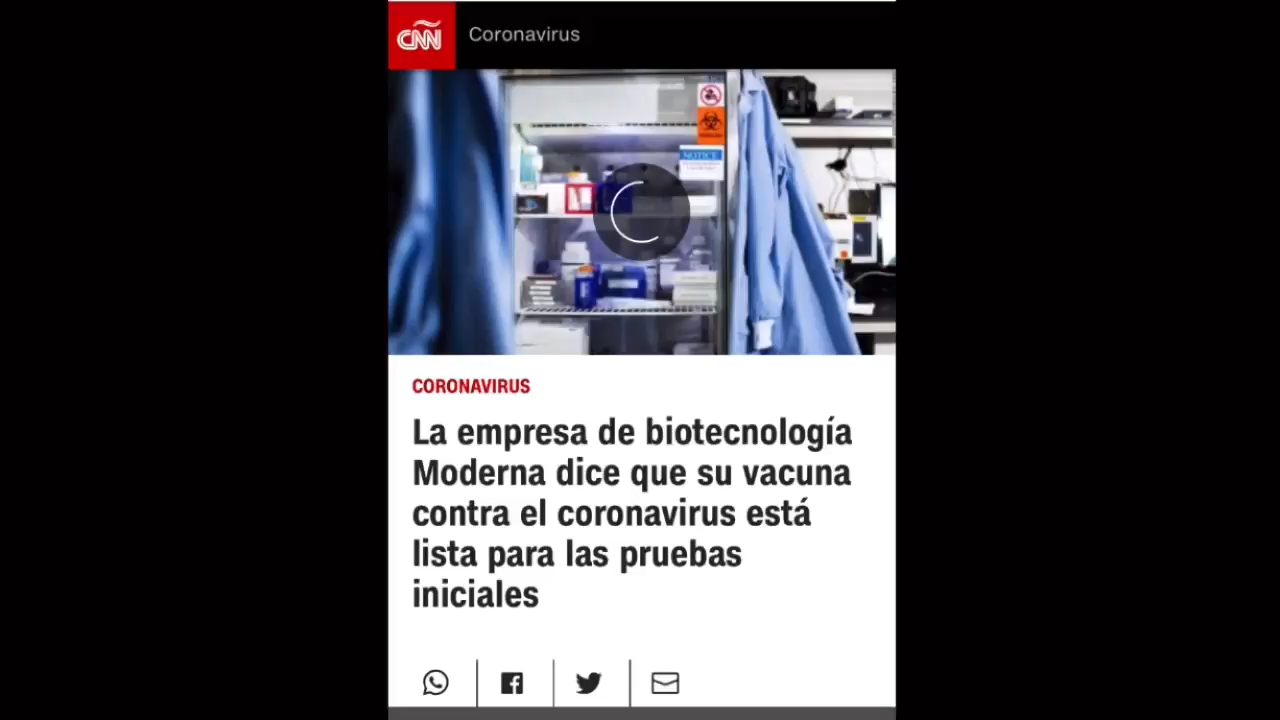 CNN
Coronavirus
NOTICE
CORONAVIRUS
La empresa de biotecnología
Moderna dice que su vacuna
contra el coronavirus está
lista para las pruebas
iniciales